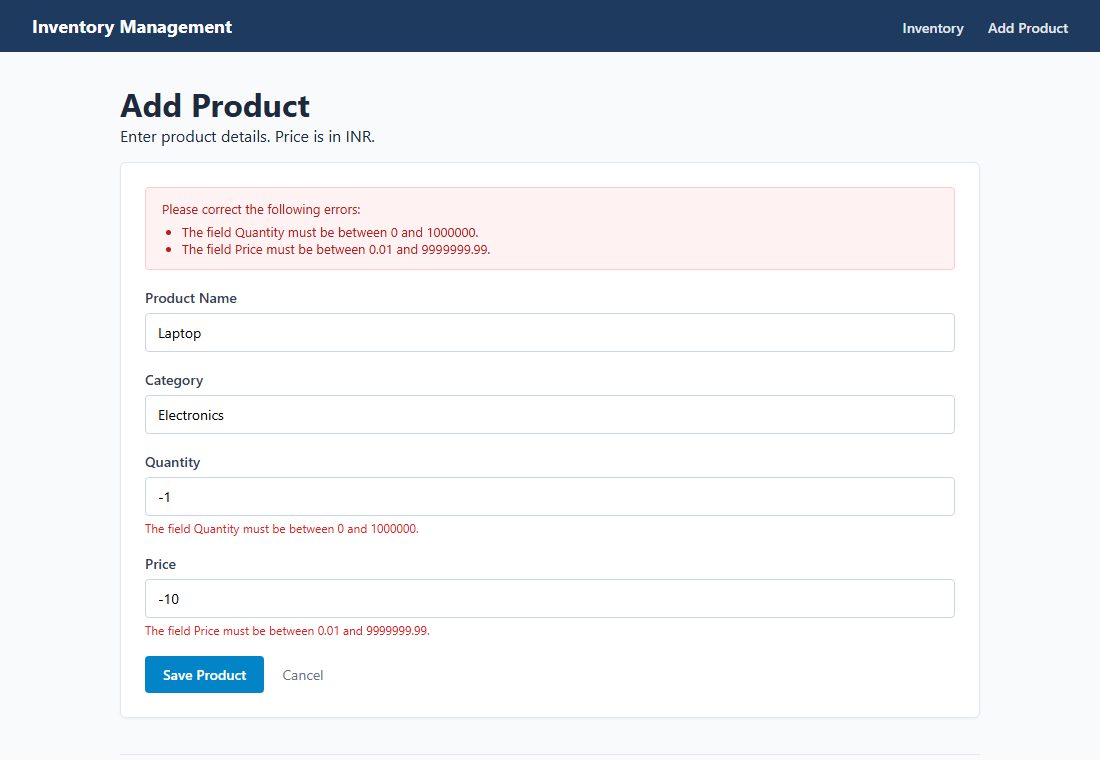 Inventory Management
Inventory
Add Product
Add Product
Enter product details. Price is in INR.
Please correct the following errors:
The field Quantity must be between 0 and 1000000.
The field Price must be between 0.01 and 9999999.99.
Product Name
Laptop
Category
Electronics
Quantity
-1
The field Quantity must be between 0 and 1000000.
Price
-10
The field Price must be between 0.01 and 9999999.99.
Save Product
Cancel